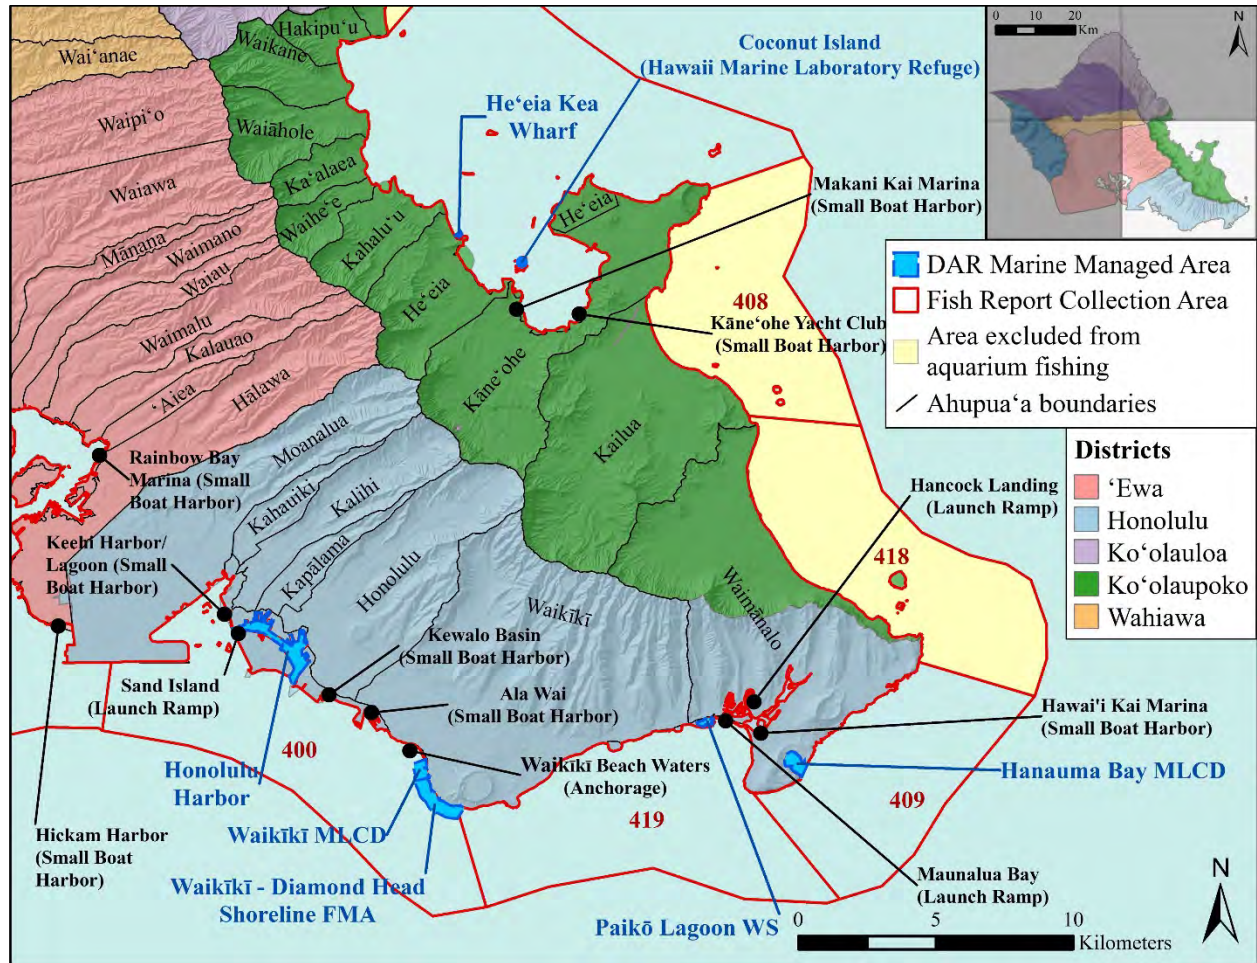 Hakipu‘u
Waikane
Wai‘anae
Waipi‘o
Waiāhole
Ka‘alaea
Waiawa
Waihe‘e
Mānana
Waimano
Waiau
Kahalu‘u
He‘eia
Waimalu
Kalauao
‘Aiea
Hālawa
He‘eia
Kāne‘ohe
Kailua
Moanalua
Kahauiki
Kalihi
Kapālama
Honolulu
Waikīkī
Waimānalo
Coconut Island
(Hawaii Marine Laboratory Refuge)
He‘eia Kea
Wharf
Makani Kai Marina
(Small Boat Harbor)
408
Kāne‘ohe Yacht Club
(Small Boat Harbor)
0 10 20
Km
N
DAR Marine Managed Area
Fish Report Collection Area
Area excluded from
aquarium fishing
Ahupua‘a boundaries
Districts
‘Ewa
Honolulu
Ko‘olauloa
Ko‘olaupoko
Wahiawa
Rainbow Bay
Marina (Small
Boat Harbor)
Keehi Harbor/
Lagoon (Small
Boat Harbor)
Hancock Landing
(Launch Ramp)
418
Kewalo Basin
(Small Boat Harbor)
Sand Island
(Launch Ramp)
Ala Wai
(Small Boat Harbor)
Hawai'i Kai Marina
(Small Boat Harbor)
400
Honolulu
Harbor
Waikīkī Beach Waters
(Anchorage)
Hanauma Bay MLCD
409
419
Hickam Harbor
(Small Boat
Harbor)
Waikīkī MLCD
Waikīkī - Diamond Head
Shoreline FMA
Maunalua Bay
(Launch Ramp)
Paikō Lagoon WS
N
0 5 10
Kilometers